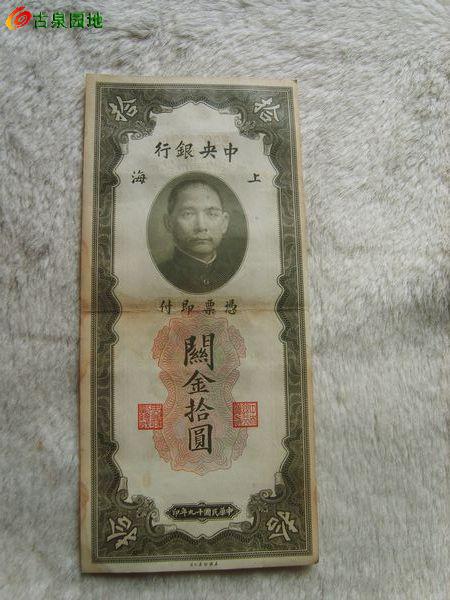 古泉园地
拾 拾
行銀央中
海 上
付即票憑
關金拾圓
印年九十國民華中
拾 拾